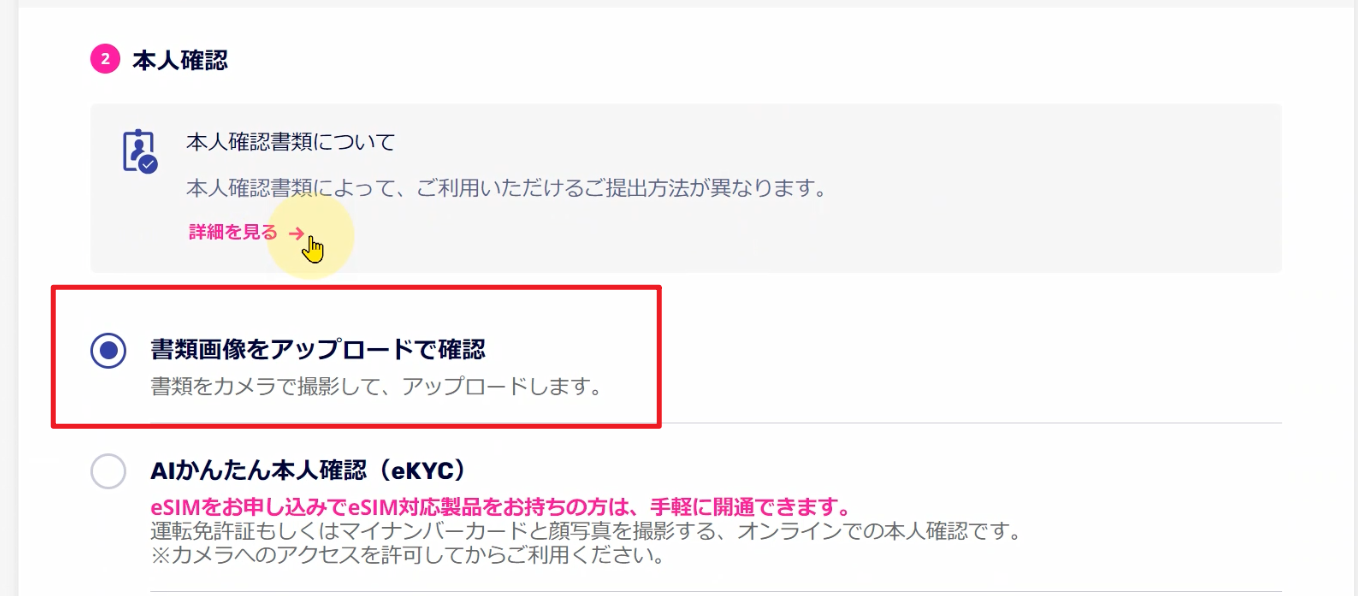 2 本人確認
本人確認書類について
本人確認書類によって、ご利用いただけるご提出方法が異なります。
詳細を見る →
書類画像をアップロードで確認
書類をカメラで撮影して、アップロードします。
AIかんたん本人確認（eKYC）
eSIMをお申し込みでeSIM対応製品をお持ちの方は、手軽に開通できます。
運転免許証もしくはマイナンバーカードと顔写真を撮影する、オンラインでの本人確認です。
※カメラへのアクセスを許可してからご利用ください。